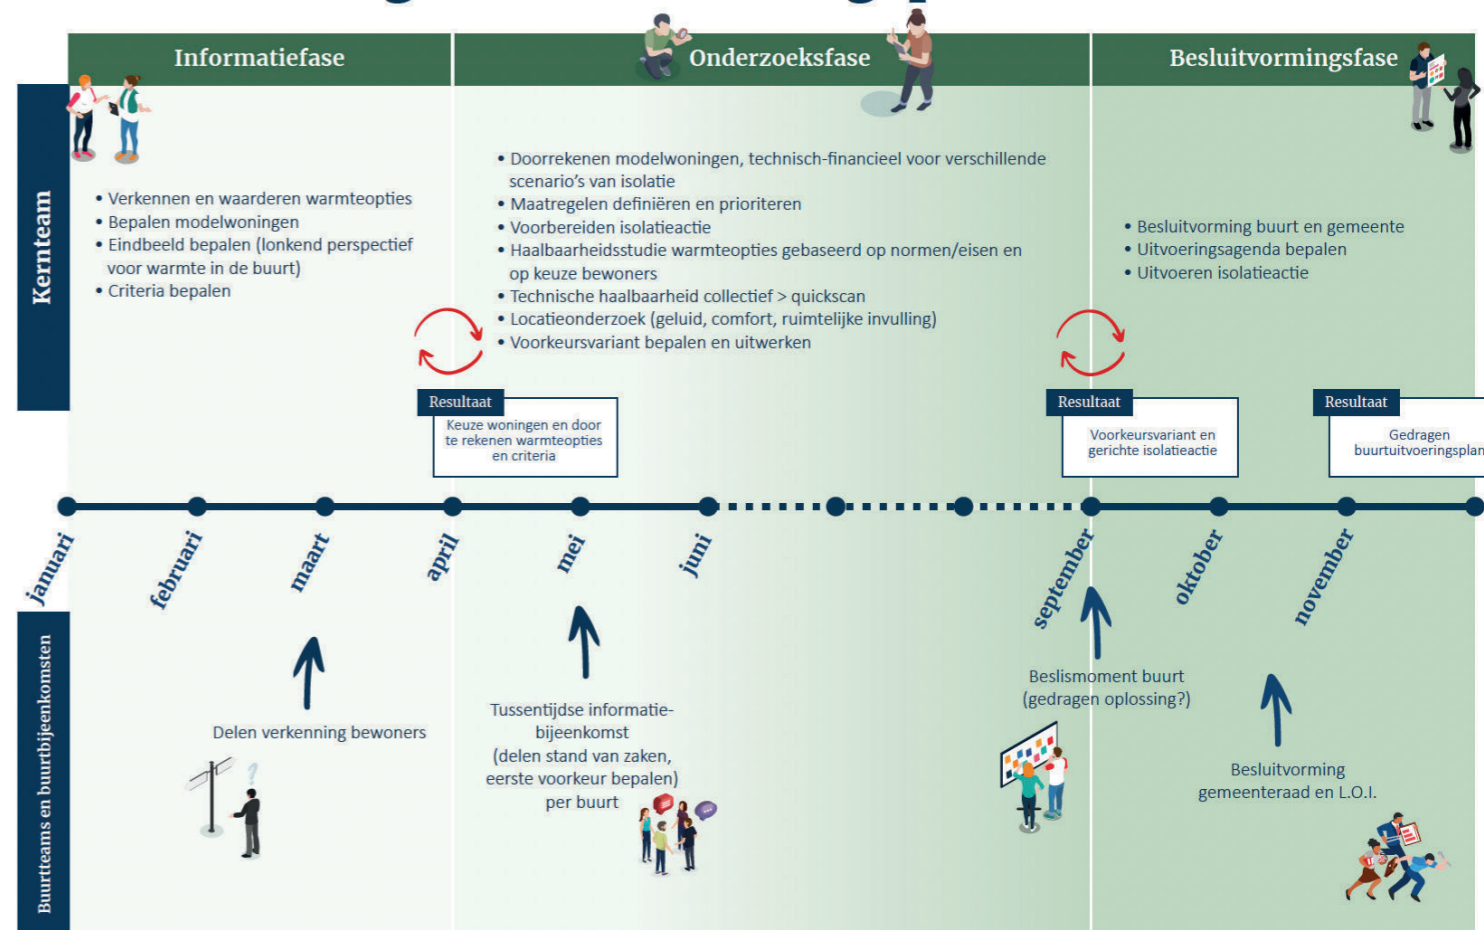 Informatiefase
Onderzoeksfase
Besluitvormingsfase
Kernteam
• Verkennen en waarderen warmteopties
• Bepalen modelwoningen
• Eindbeeld bepalen (lonkend perspectief
voor warmte in de buurt)
• Criteria bepalen
• Doorrekenen modelwoningen, technisch-financieel voor verschillende
scenario's van isolatie
• Maatregelen definiëren en prioriteren
• Voorbereiden isolatieactie
• Haalbaarheidsstudie warmteopties gebaseerd op normen/eisen en
op keuze bewoners
• Technische haalbaarheid collectief > quickscan
• Locatieonderzoek (geluid, comfort, ruimtelijke invulling)
• Voorkeursvariant bepalen en uitwerken
• Besluitvorming buurt en gemeente
• Uitvoeringsagenda bepalen
• Uitvoeren isolatieactie
Resultaat
Keuze woningen en door
te rekenen warmteopties
en criteria
Resultaat
Voorkeursvariant en
gerichte isolatieactie
Resultaat
Gedragen
buurtuitvoeringsplan
januari
februari
maart
april
mei
juni
september
oktober
november
Buurtteams en buurtbijeenkomsten
Delen verkenning bewoners
Tussentijdse informatie-
bijeenkomst
(delen stand van zaken,
eerste voorkeur bepalen)
per buurt
Beslismoment buurt
(gedragen oplossing?)
Besluitvorming
gemeenteraad en L.O.I.